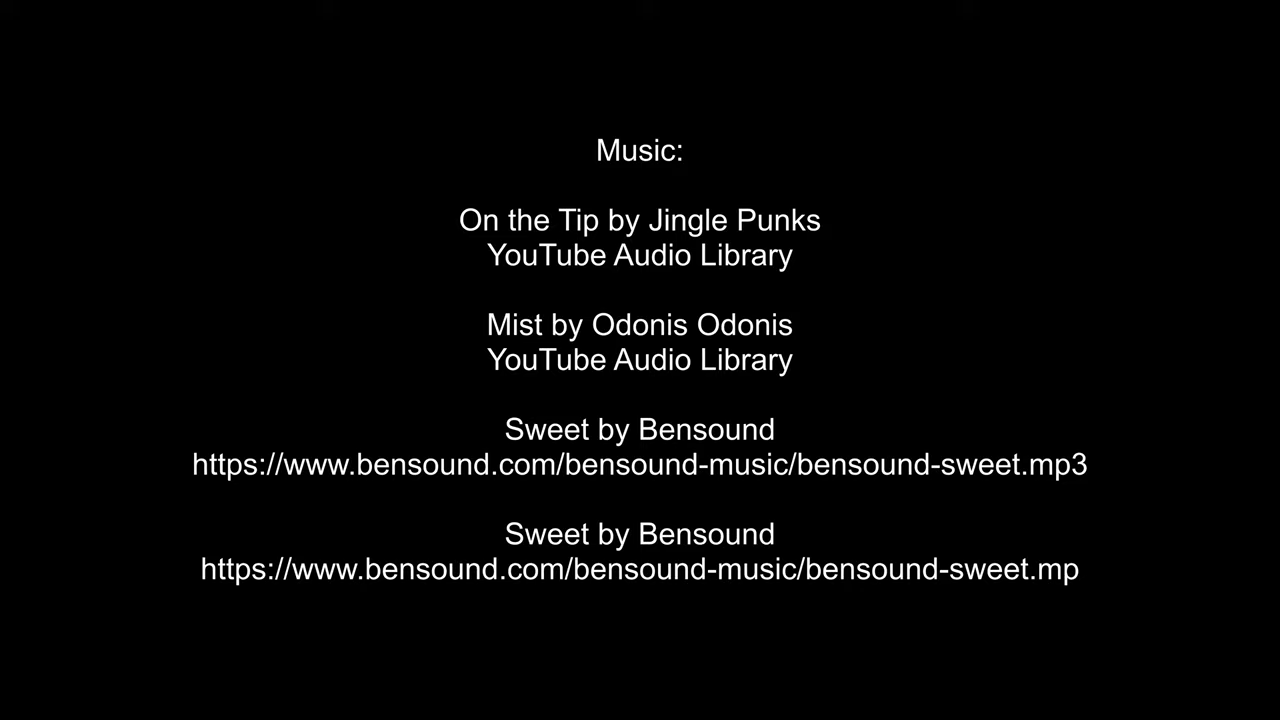 Music:
On the Tip by Jingle Punks
YouTube Audio Library
Mist by Odonis Odonis
YouTube Audio Library
Sweet by Bensound
https://www.bensound.com/bensound-music/bensound-sweet.mp3
Sweet by Bensound
https://www.bensound.com/bensound-music/bensound-sweet.mp